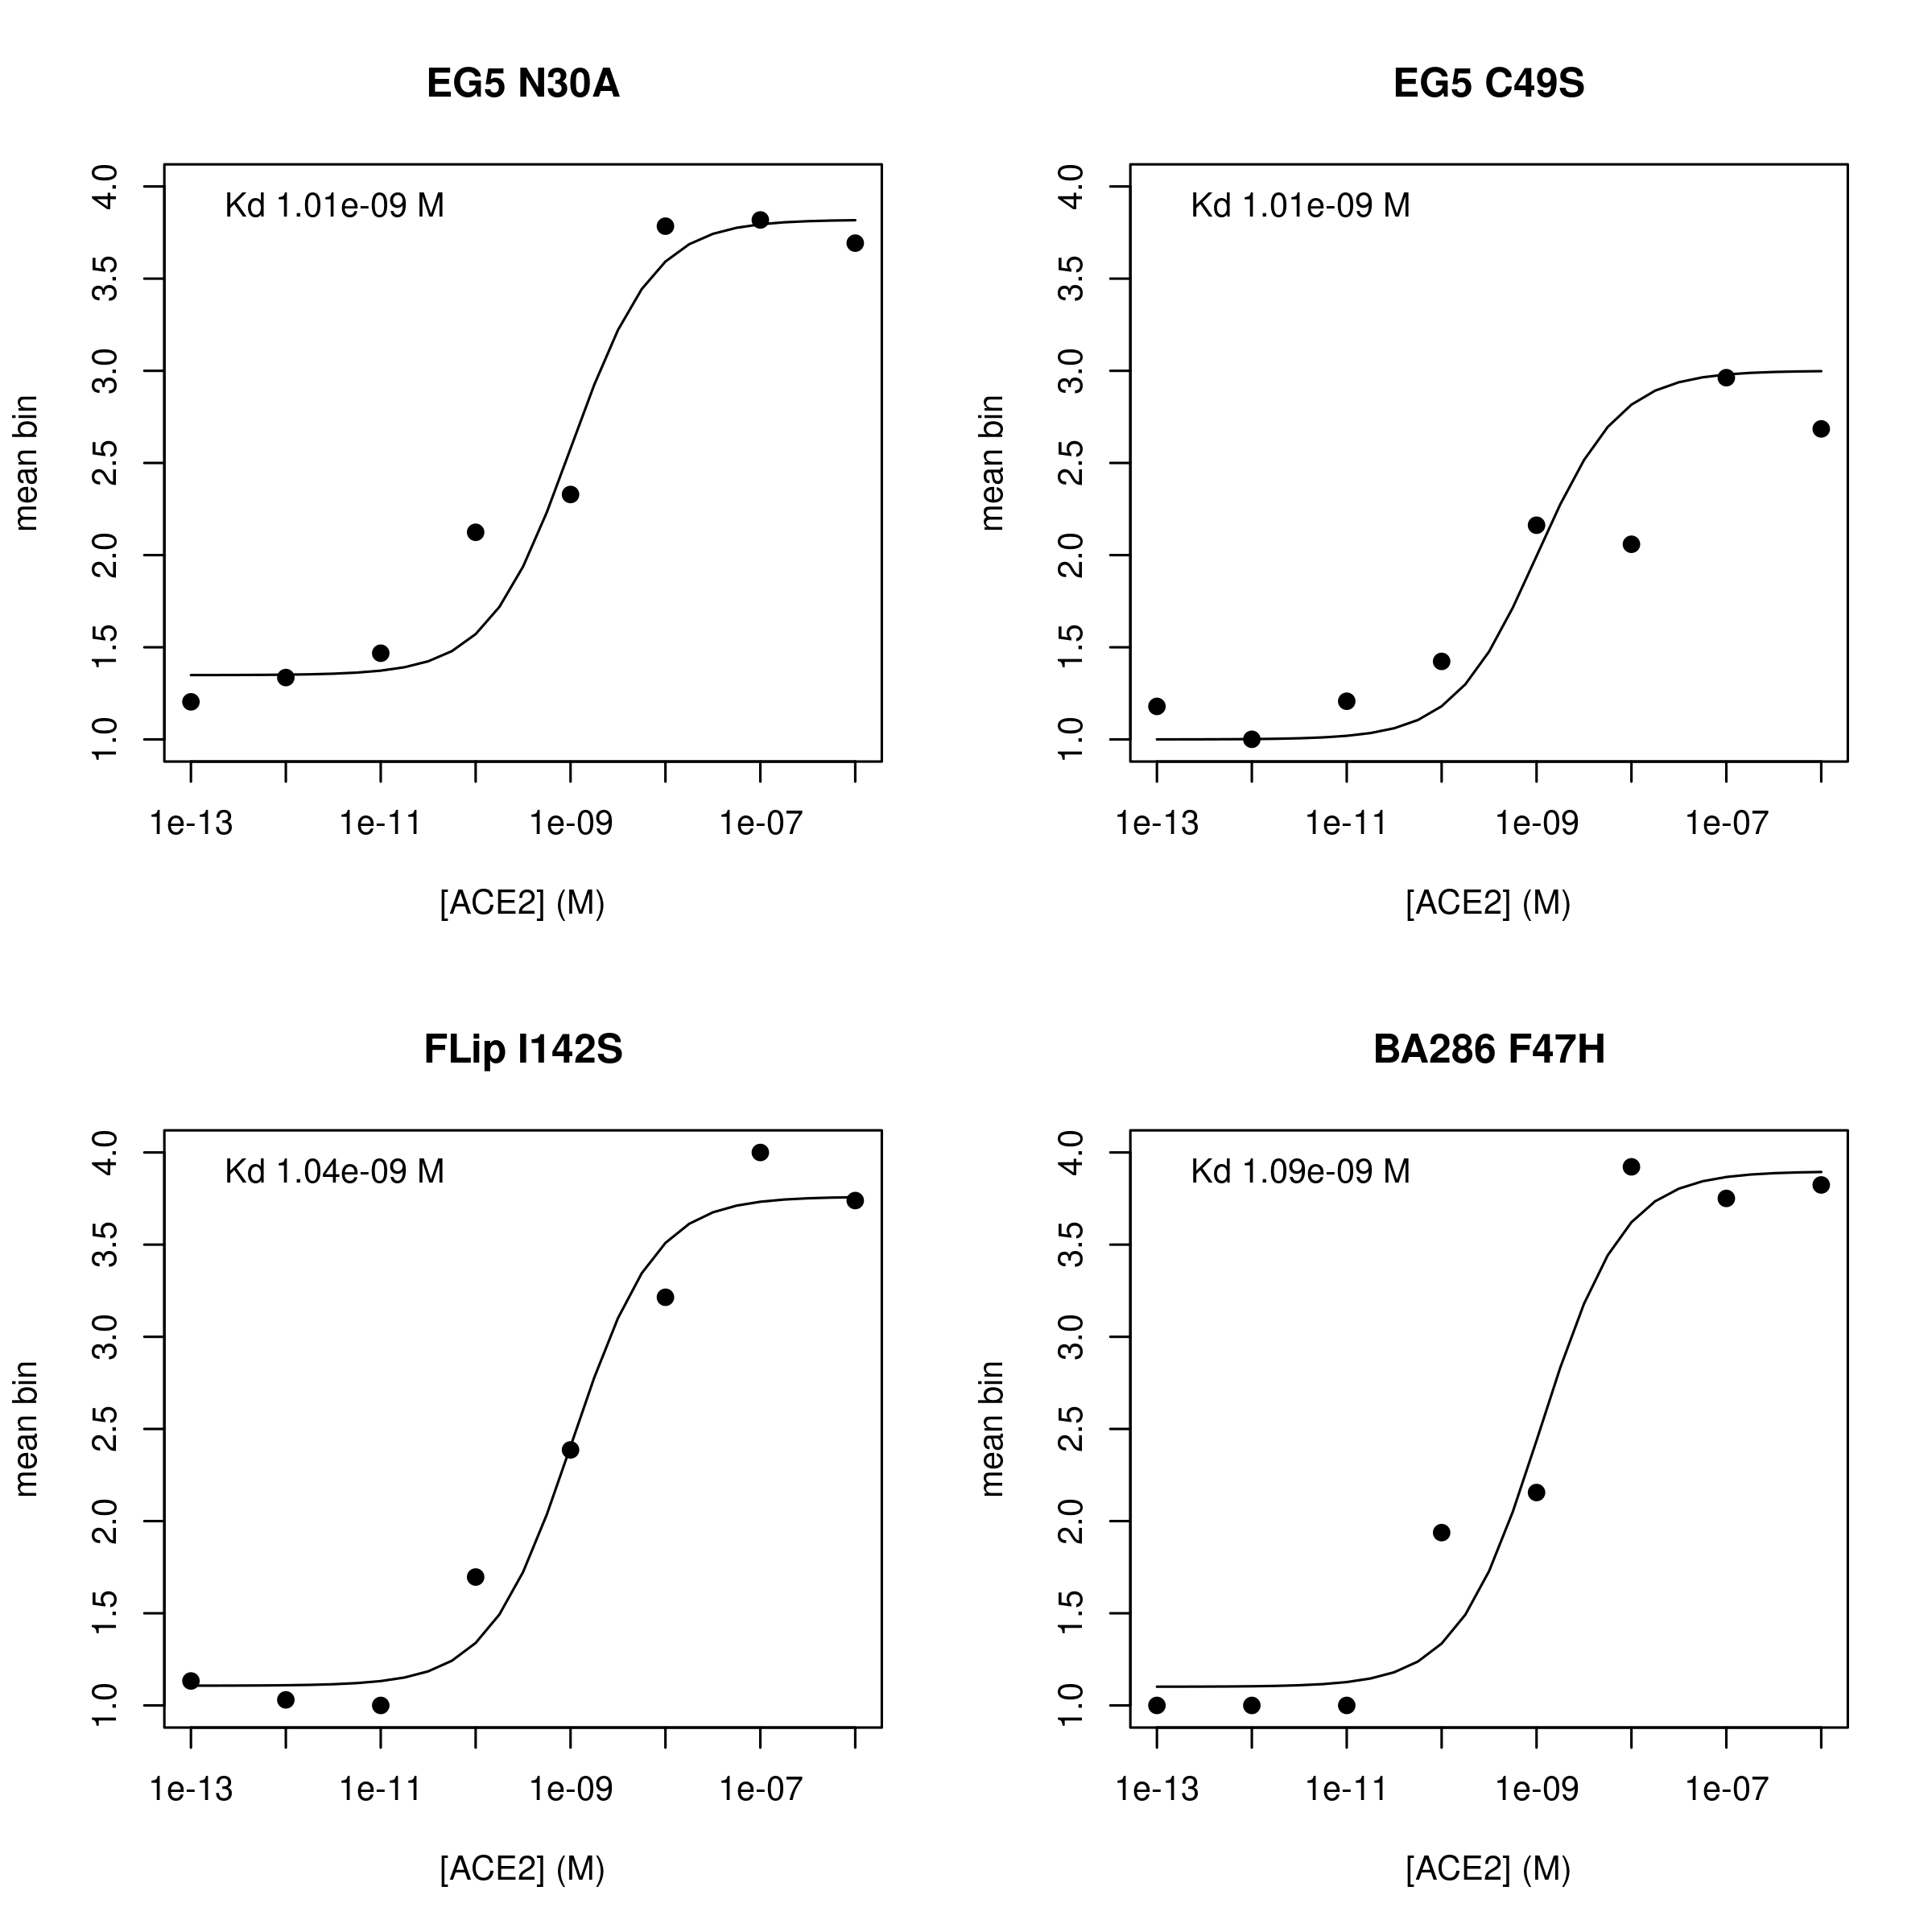 EG5 N30A
Kd 1.01e-09 M
mean bin
4.0
3.5
3.0
2.5
2.0
1.5
1.0
1e-13 1e-11 1e-09 1e-07
[ACE2] (M)
EG5 C49S
Kd 1.01e-09 M
mean bin
4.0
3.5
3.0
2.5
2.0
1.5
1.0
1e-13 1e-11 1e-09 1e-07
[ACE2] (M)
FLip I142S
Kd 1.04e-09 M
mean bin
4.0
3.5
3.0
2.5
2.0
1.5
1.0
1e-13 1e-11 1e-09 1e-07
[ACE2] (M)
BA286 F47H
Kd 1.09e-09 M
mean bin
4.0
3.5
3.0
2.5
2.0
1.5
1.0
1e-13 1e-11 1e-09 1e-07
[ACE2] (M)